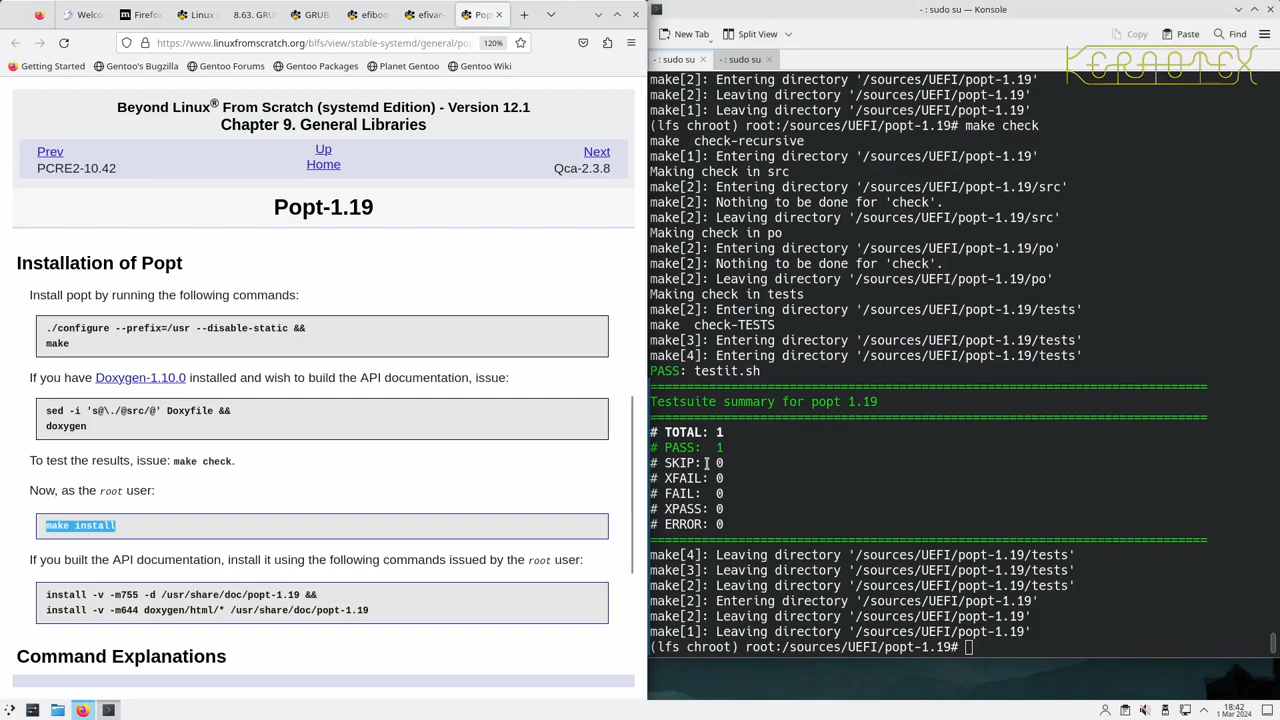 Welco
Firefo
Linux
8.63. GRU
GRUB
efiboo
efivar-
Pop
https://www.linuxfromscratch.org/blfs/view/stable-systemd/general/pop
120%
Getting Started
Gentoo's Bugzilla
Gentoo Forums
Gentoo Packages
Planet Gentoo
Gentoo Wiki
Beyond Linux® From Scratch (systemd Edition) - Version 12.1
Chapter 9. General Libraries
Prev
Up
Next
PCRE2-10.42
Home
Qca-2.3.8
Popt-1.19
Installation of Popt
Install popt by running the following commands:
./configure --prefix=/usr --disable-static &&
make
If you have Doxygen-1.10.0 installed and wish to build the API documentation, issue:
sed -i 's@\./@src/@' Doxyfile &&
doxygen
To test the results, issue: make check.
Now, as the root user:
make install
If you built the API documentation, install it using the following commands issued by the root user:
install -v -m755 -d /usr/share/doc/popt-1.19 &&
install -v -m644 doxygen/html/* /usr/share/doc/popt-1.19
Command Explanations
- : sudo su — Konsole
New Tab
Split View
Copy
Paste
Find
- : sudo su
- : sudo su
KERNOTEX
make[2]: Entering directory '/sources/UEFI/popt-1.19'
make[2]: Leaving directory '/sources/UEFI/popt-1.19'
make[1]: Leaving directory '/sources/UEFI/popt-1.19'
(lfs chroot) root:/sources/UEFI/popt-1.19# make check
make  check-recursive
make[1]: Entering directory '/sources/UEFI/popt-1.19'
Making check in src
make[2]: Entering directory '/sources/UEFI/popt-1.19/src'
make[2]: Nothing to be done for 'check'.
make[2]: Leaving directory '/sources/UEFI/popt-1.19/src'
Making check in po
make[2]: Entering directory '/sources/UEFI/popt-1.19/po'
make[2]: Nothing to be done for 'check'.
make[2]: Leaving directory '/sources/UEFI/popt-1.19/po'
Making check in tests
make[2]: Entering directory '/sources/UEFI/popt-1.19/tests'
make  check-TESTS
make[3]: Entering directory '/sources/UEFI/popt-1.19/tests'
make[4]: Entering directory '/sources/UEFI/popt-1.19/tests'
PASS: testit.sh
============================================================================
Testsuite summary for popt 1.19
============================================================================
# TOTAL: 1
# PASS:  1
# SKIP:  0
# XFAIL: 0
# FAIL:  0
# XPASS: 0
# ERROR: 0
============================================================================
make[4]: Leaving directory '/sources/UEFI/popt-1.19/tests'
make[3]: Leaving directory '/sources/UEFI/popt-1.19/tests'
make[2]: Leaving directory '/sources/UEFI/popt-1.19/tests'
make[2]: Entering directory '/sources/UEFI/popt-1.19'
make[2]: Leaving directory '/sources/UEFI/popt-1.19'
make[1]: Leaving directory '/sources/UEFI/popt-1.19'
(lfs chroot) root:/sources/UEFI/popt-1.19#
18:42
1 Mar 2024